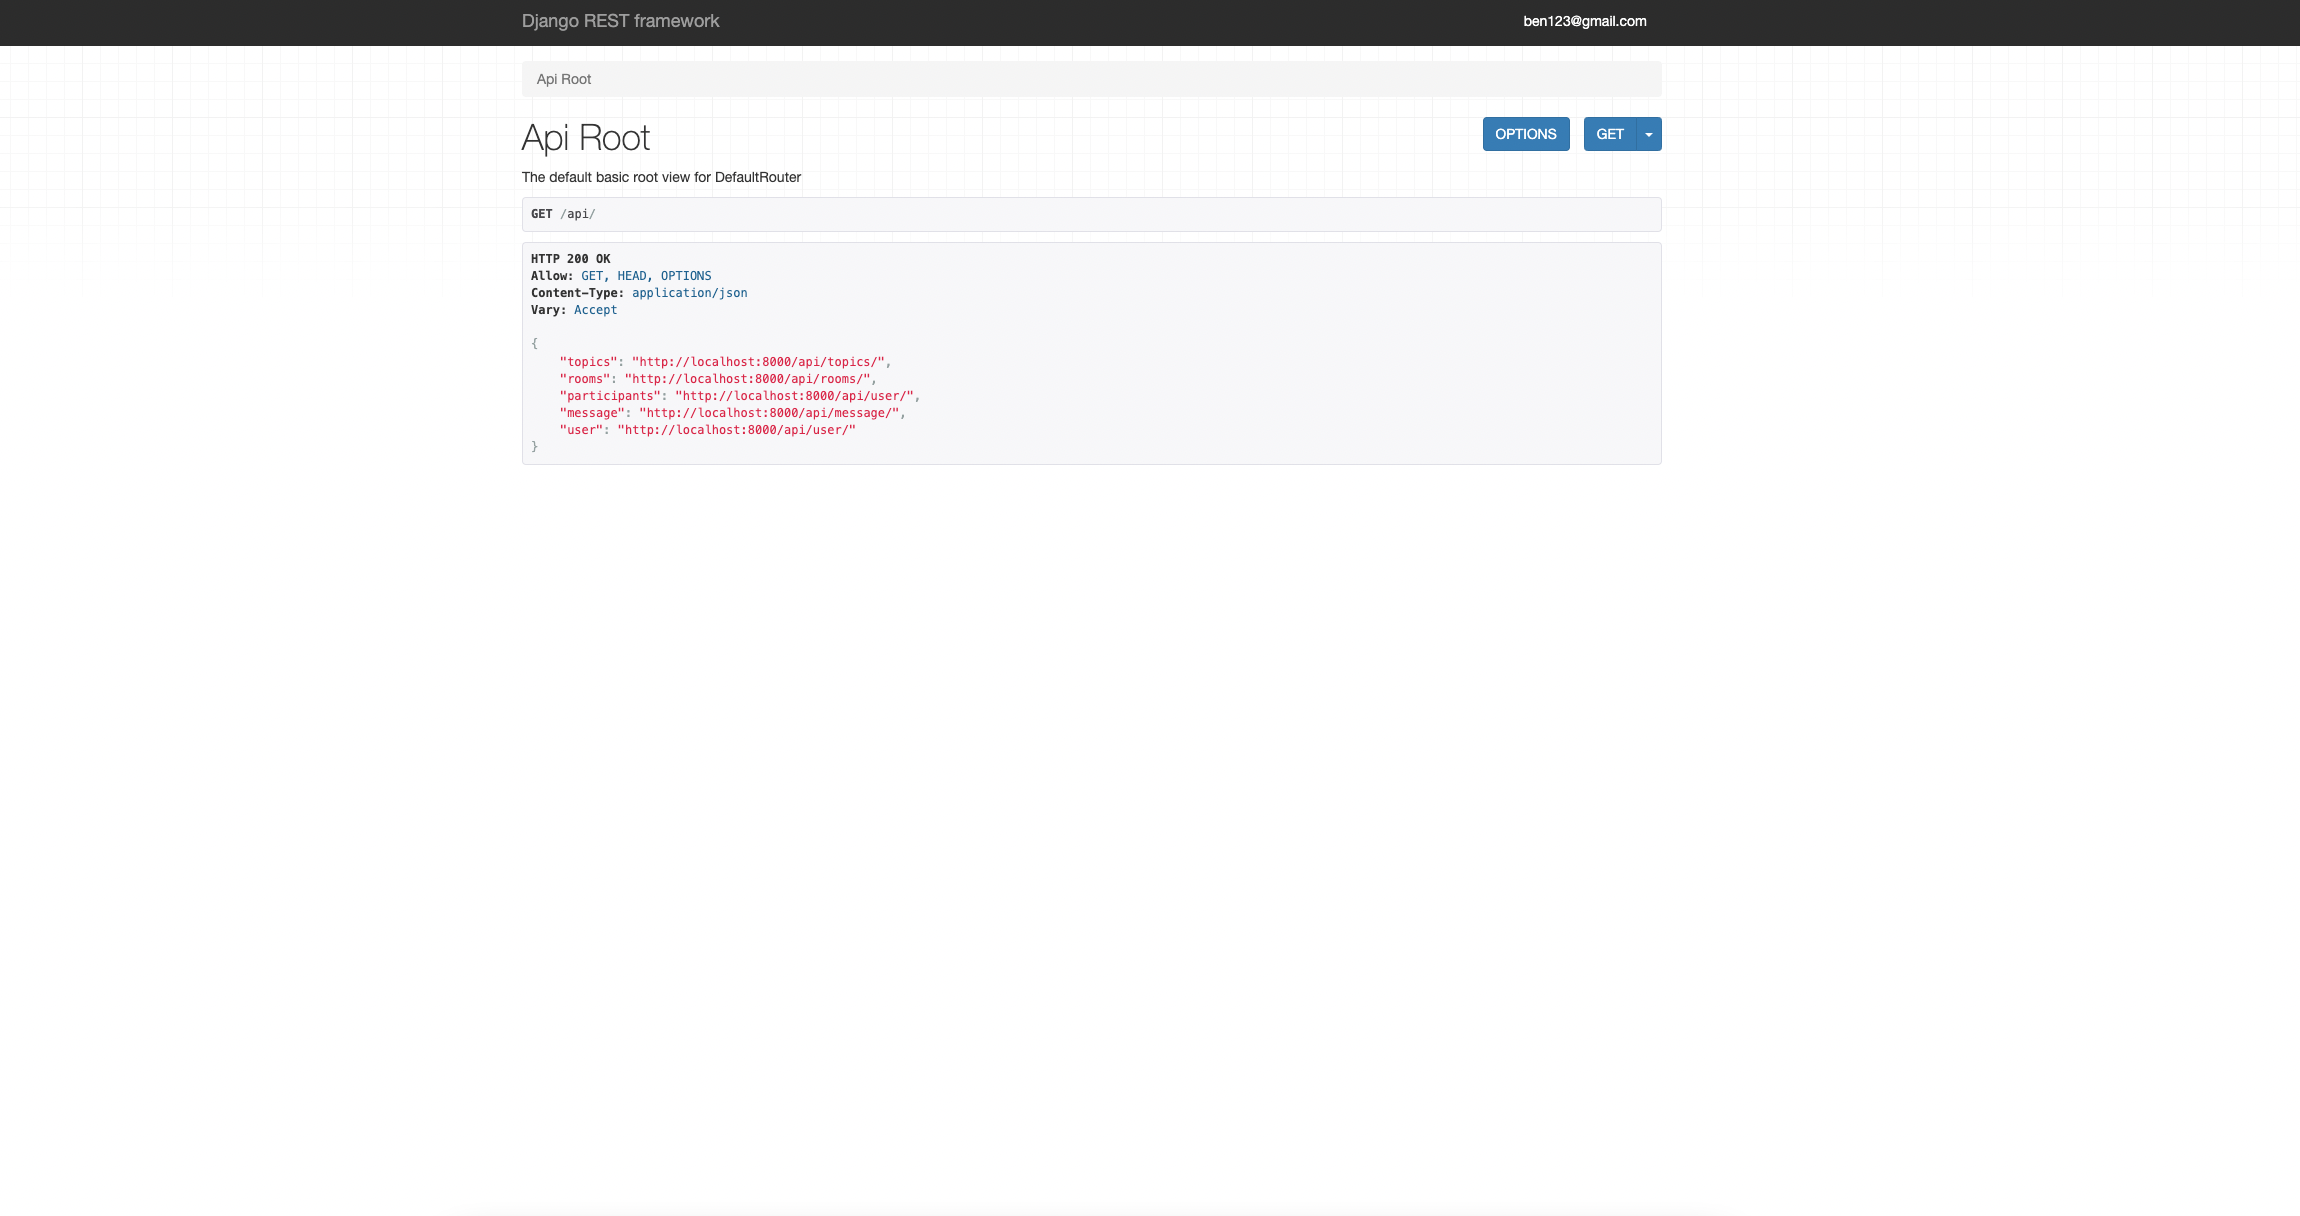 Django REST framework
ben123@gmail.com
Api Root
Api Root
OPTIONS
GET
The default basic root view for DefaultRouter
GET /api/
HTTP 200 OK
Allow: GET, HEAD, OPTIONS
Content-Type: application/json
Vary: Accept
{
    "topics": "http://localhost:8000/api/topics/",
    "rooms": "http://localhost:8000/api/rooms/",
    "participants": "http://localhost:8000/api/user/",
    "message": "http://localhost:8000/api/message/",
    "user": "http://localhost:8000/api/user/"
}